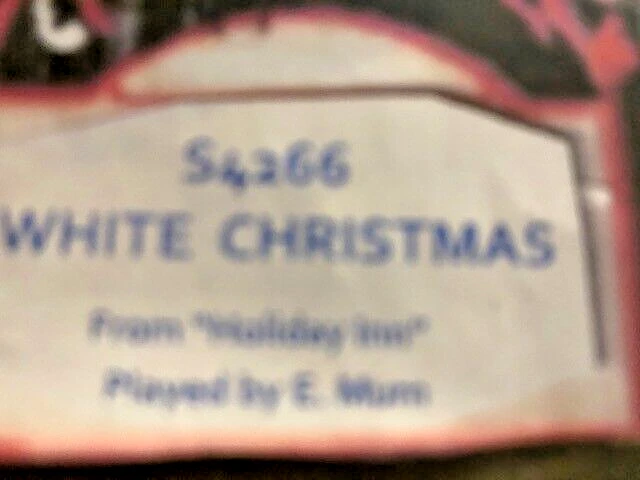 S4266
WHITE CHRISTMAS
From "Holiday Inn"
Played by E.